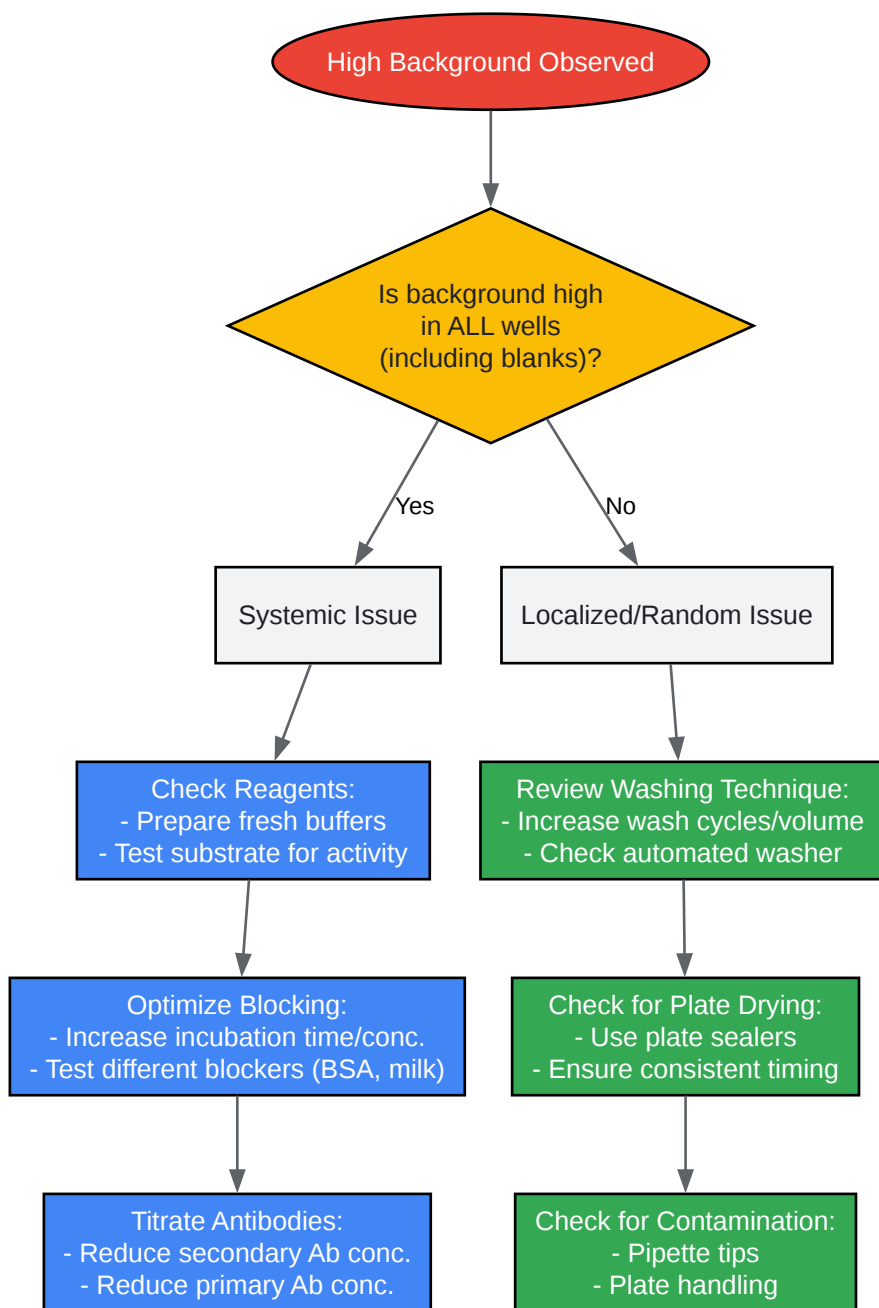 High Background Observed
Is background high
in ALL wells
(including blanks)?
Yes
No
Systemic Issue
Localized/Random Issue
Check Reagents:
- Prepare fresh buffers
- Test substrate for activity
Review Washing Technique:
- Increase wash cycles/volume
- Check automated washer
Optimize Blocking:
- Increase incubation time/conc.
- Test different blockers (BSA, milk)
Check for Plate Drying:
- Use plate sealers
- Ensure consistent timing
Titrate Antibodies:
- Reduce secondary Ab conc.
- Reduce primary Ab conc.
Check for Contamination:
- Pipette tips
- Plate handling